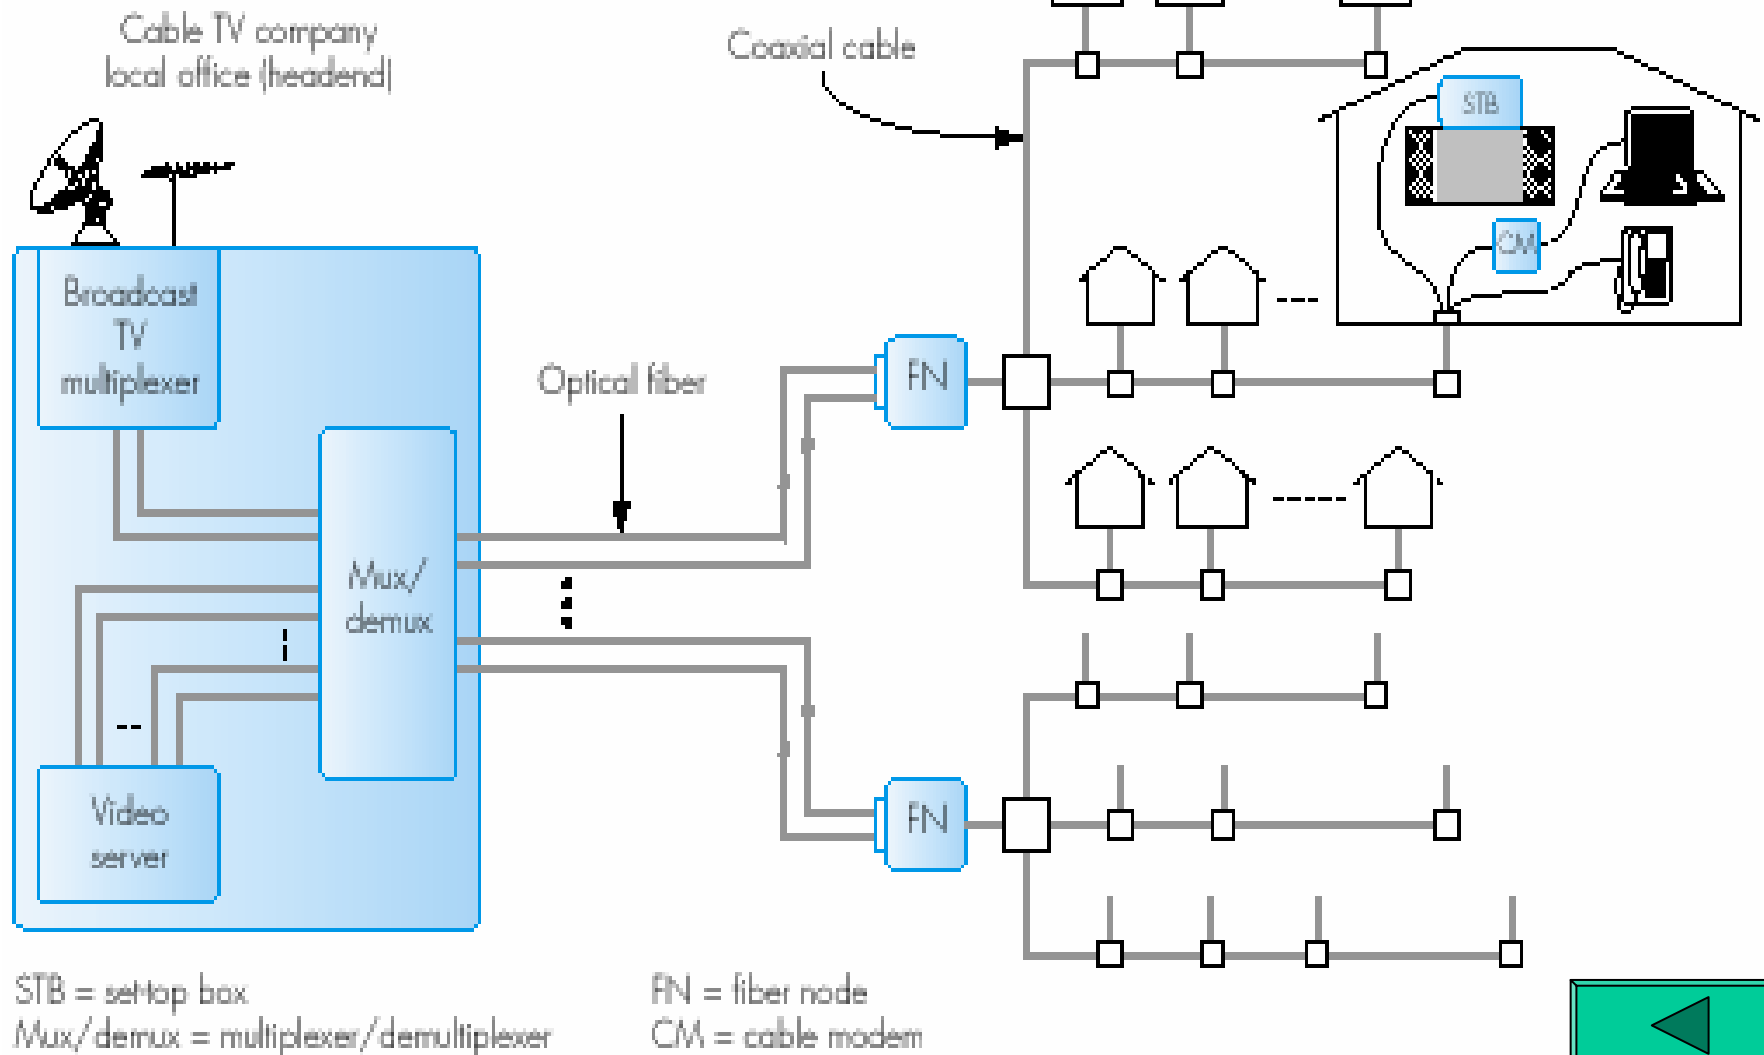 Cable TV company
local office (headend)
Coaxial cable
STB
CM
Broadcast
TV
multiplexer
Optical fiber
FN
Mux/
demux
Video
server
FN
STB = set-top box
Mux/demux = multiplexer/demultiplexer
FN = fiber node
CM = cable modem